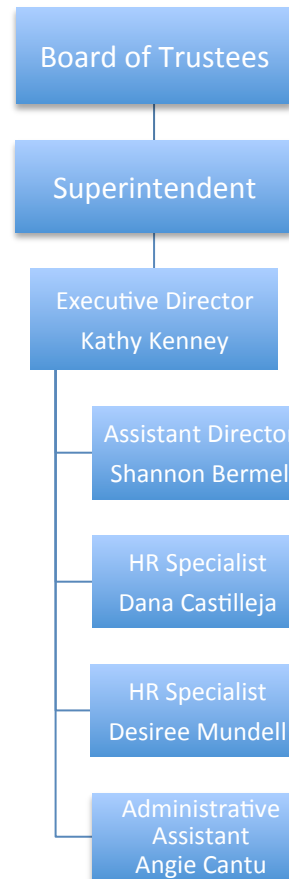 Board of Trustees
Superintendent
Executive Director
Kathy Kenney
Assistant Director
Shannon Bermel
HR Specialist
Dana Castilleja
HR Specialist
Desiree Mundell
Administrative
Assistant
Angie Cantu